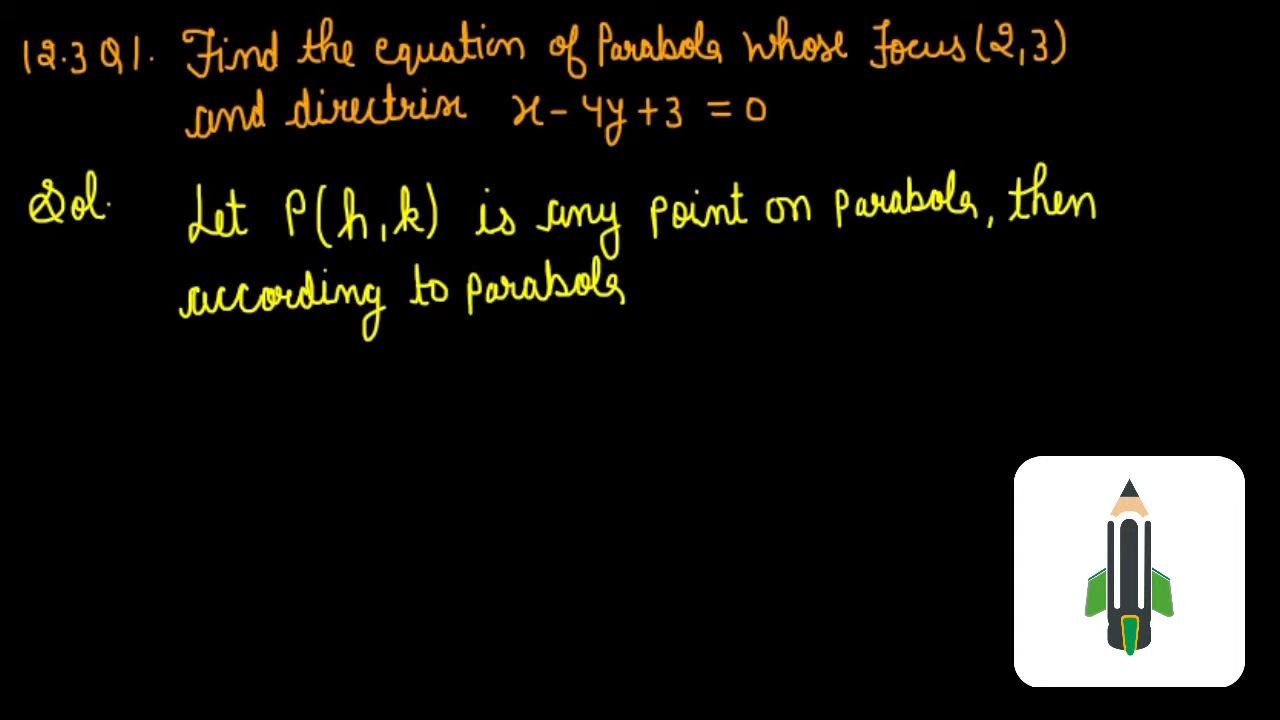 12.3 Q1. Find the equation of Parabola whose focus (2,3)
and directrix x - 4y + 3 = 0
Sol. Let P(h,k) is any point on parabola, then
according to parabola